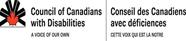 Council of Canadians
with Disabilities
A VOICE OF OUR OWN
Conseil des Canadiens
avec déficiences
CETTE VOIX QUI EST LA NOTRE